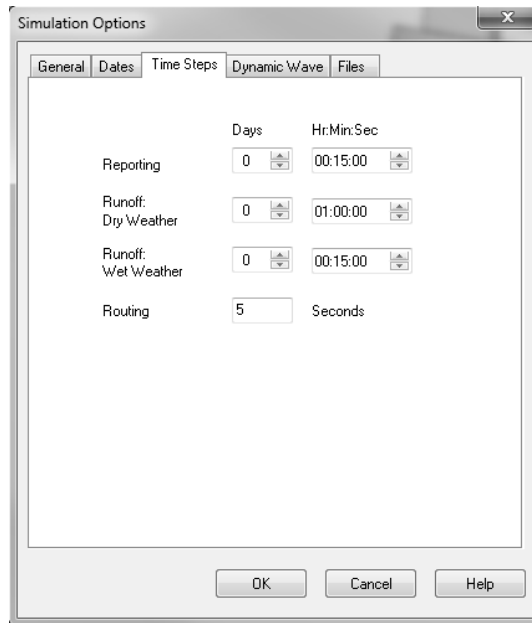 Simulation Options
General Dates Time Steps Dynamic Wave Files
Days Hr:Min:Sec
Reporting 0 00:15:00
Runoff:
Dry Weather 0 01:00:00
Runoff:
Wet Weather 0 00:15:00
Routing 5 Seconds
OK Cancel Help